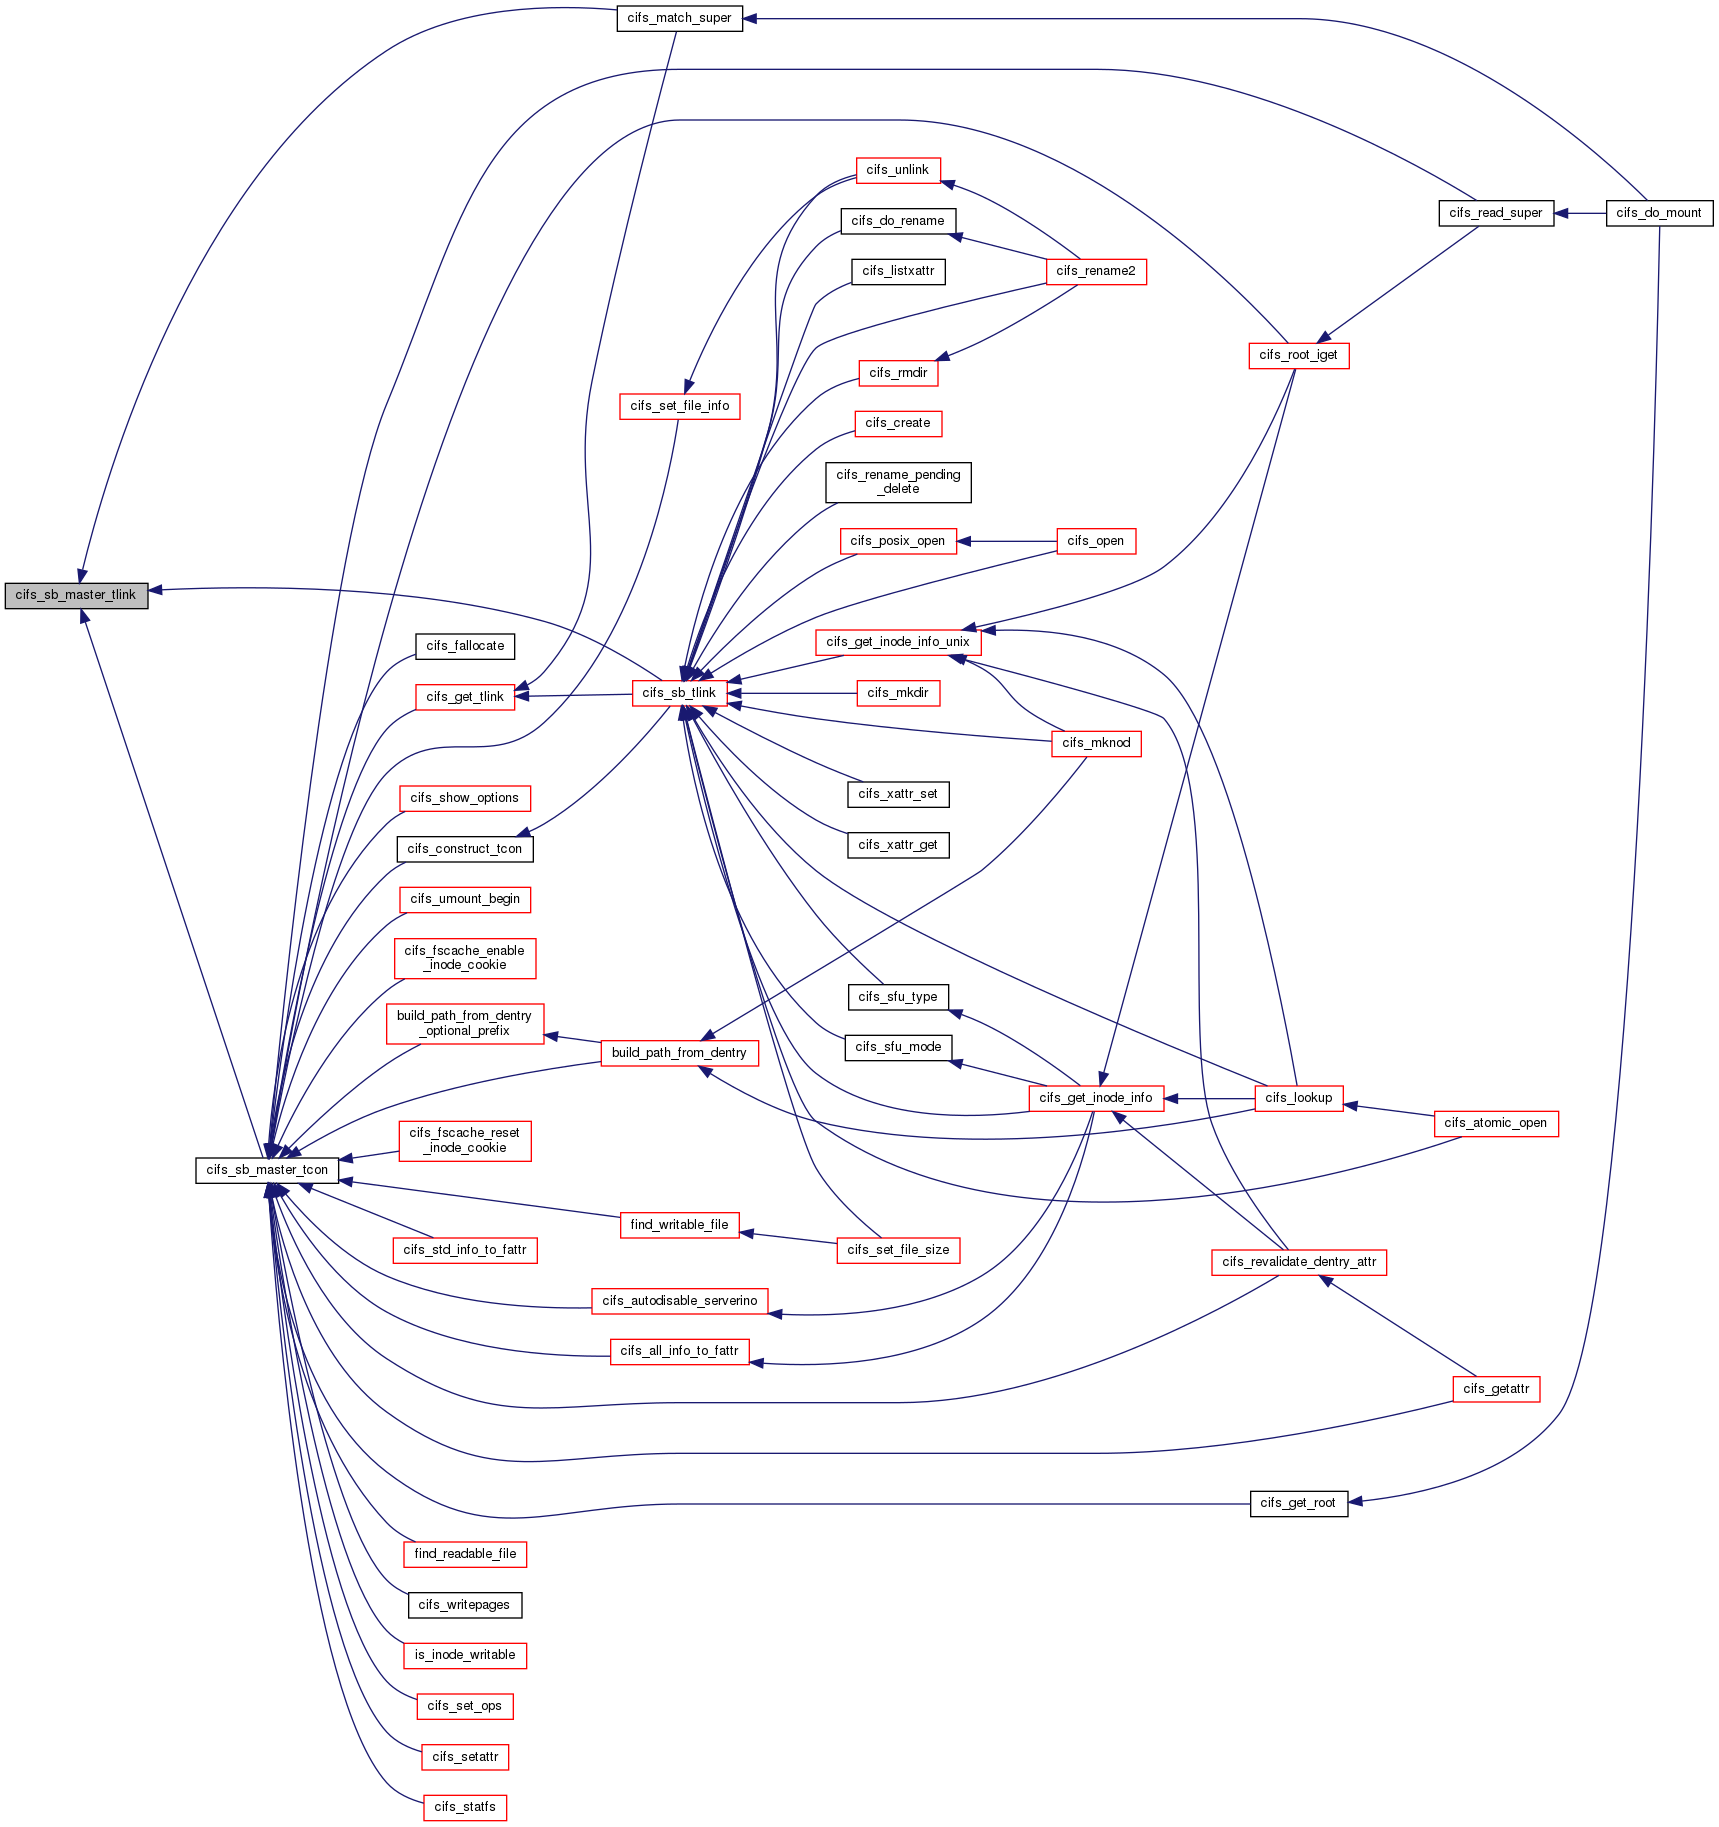 cifs_match_super
cifs_unlink
cifs_do_rename
cifs_read_super
cifs_do_mount
cifs_listxattr
cifs_rename2
cifs_root_iget
cifs_rmdir
cifs_set_file_info
cifs_create
cifs_rename_pending
_delete
cifs_posix_open
cifs_open
cifs_sb_master_tlink
cifs_fallocate
cifs_get_inode_info_unix
cifs_get_tlink
cifs_sb_tlink
cifs_mkdir
cifs_mknod
cifs_show_options
cifs_xattr_set
cifs_construct_tcon
cifs_xattr_get
cifs_umount_begin
cifs_fscache_enable
_inode_cookie
cifs_sfu_type
build_path_from_dentry
_optional_prefix
build_path_from_dentry
cifs_sfu_mode
cifs_get_inode_info
cifs_lookup
cifs_atomic_open
cifs_fscache_reset
_inode_cookie
cifs_sb_master_tcon
find_writable_file
cifs_std_info_to_fattr
cifs_set_file_size
cifs_revalidate_dentry_attr
cifs_autodisable_serverino
cifs_all_info_to_fattr
cifs_getattr
cifs_get_root
find_readable_file
cifs_writepages
is_inode_writable
cifs_set_ops
cifs_setattr
cifs_statfs